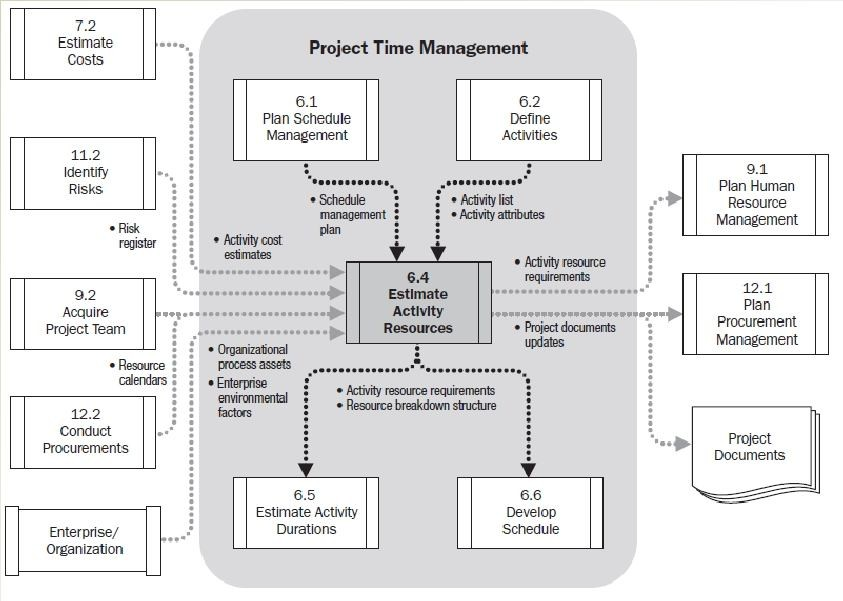 Project Time Management
7.2
Estimate
Costs
6.1
Plan Schedule
Management
6.2
Define
Activities
11.2
Identify
Risks
9.1
Plan Human
Resource
Management
• Schedule
management
plan
• Activity list
• Activity attributes
• Risk
register
• Activity cost
estimates
• Activity resource
requirements
9.2
Acquire
Project Team
6.4
Estimate
Activity
Resources
12.1
Plan
Procurement
Management
• Project documents
updates
• Resource
calendars
• Organizational
process assets
• Enterprise
environmental
factors
• Activity resource requirements
• Resource breakdown structure
12.2
Conduct
Procurements
Project
Documents
6.5
Estimate Activity
Durations
6.6
Develop
Schedule
Enterprise/
Organization